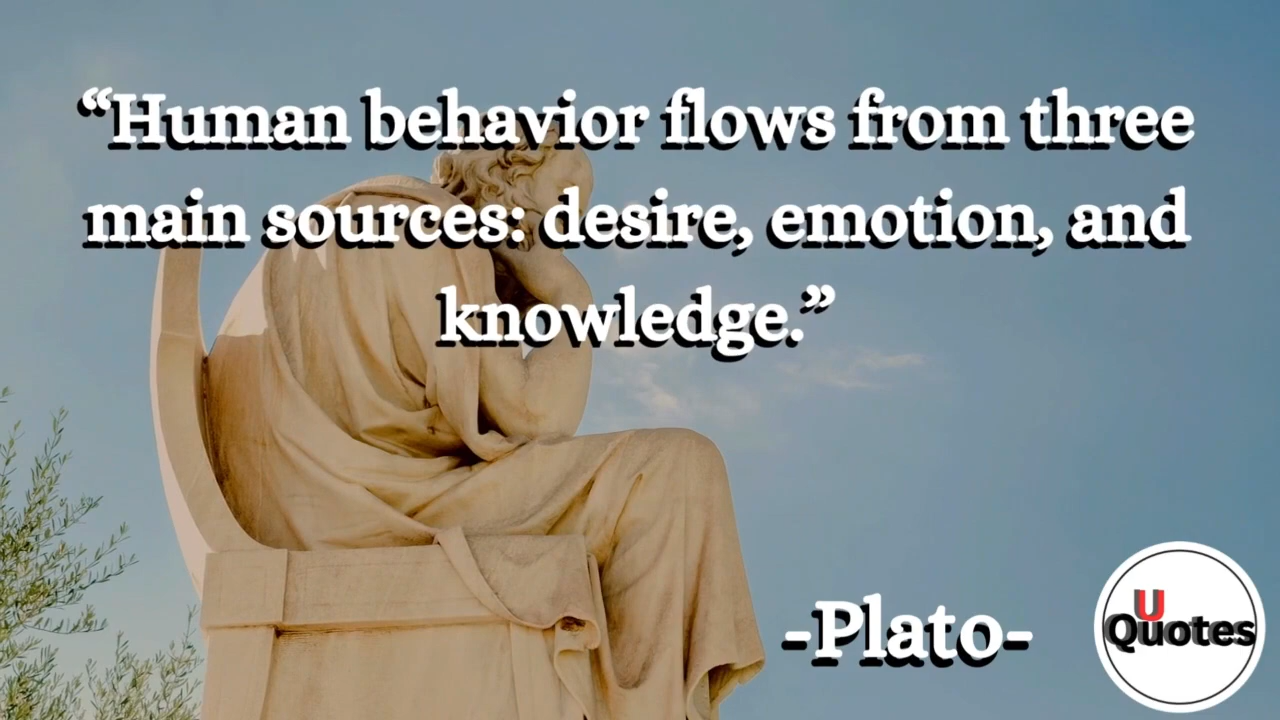 “Human behavior flows from three
main sources: desire, emotion, and
knowledge.”
-Plato-
U
Quotes